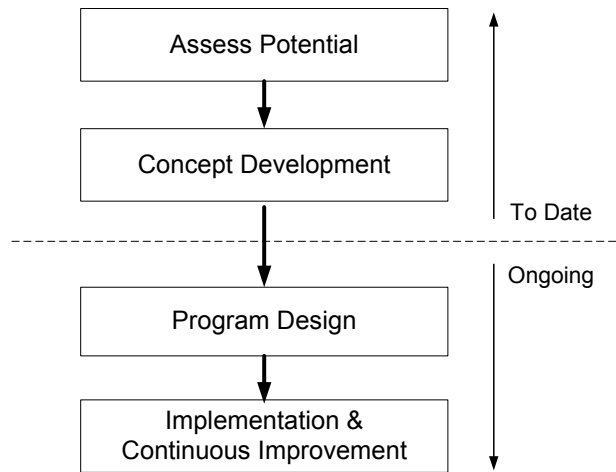 Assess Potential
Concept Development
To Date
Ongoing
Program Design
Implementation &
Continuous Improvement